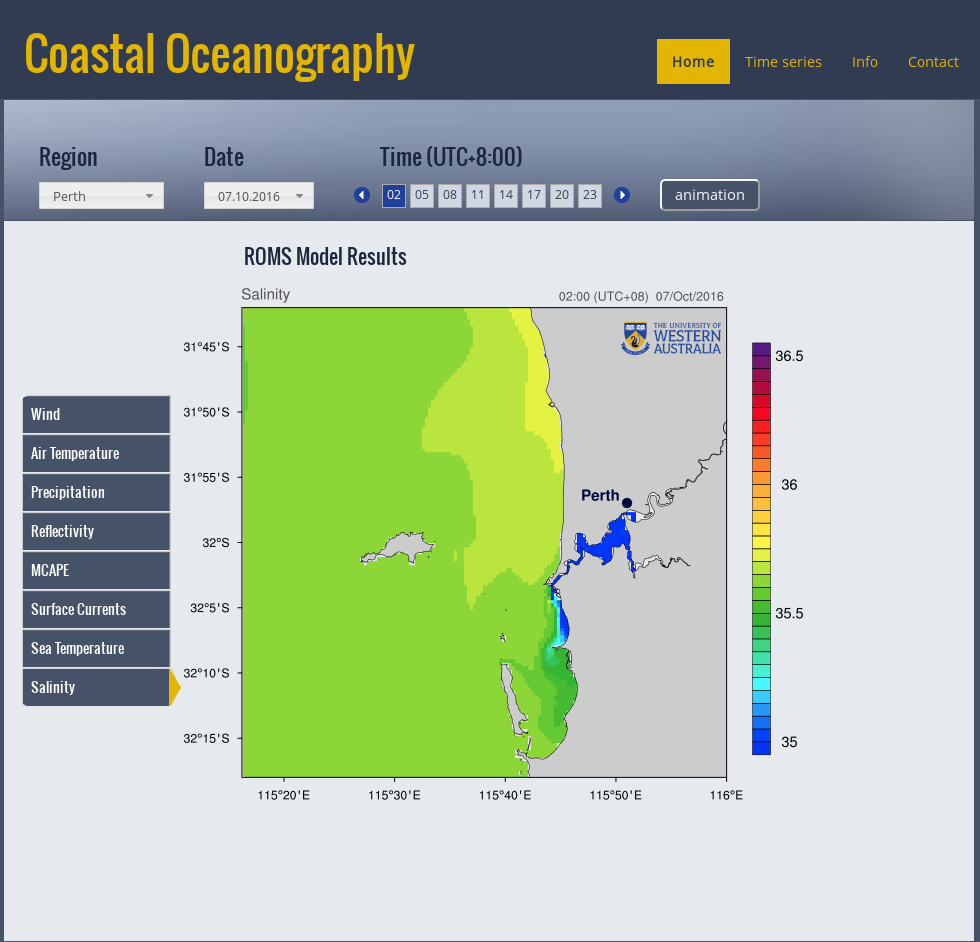 Coastal Oceanography
Home Time series Info Contact
Region Date Time (UTC+8:00)
Perth 07.10.2016 02 05 08 11 14 17 20 23 animation
ROMS Model Results
Salinity 02:00 (UTC+08) 07/Oct/2016
THE UNIVERSITY OF
WESTERN
AUSTRALIA
31°45'S
31°50'S
31°55'S
32°S
32°5'S
32°10'S
32°15'S
Perth
36.5
36
35.5
35
115°20'E 115°30'E 115°40'E 115°50'E 116°E
Wind
Air Temperature
Precipitation
Reflectivity
MCAPE
Surface Currents
Sea Temperature
Salinity